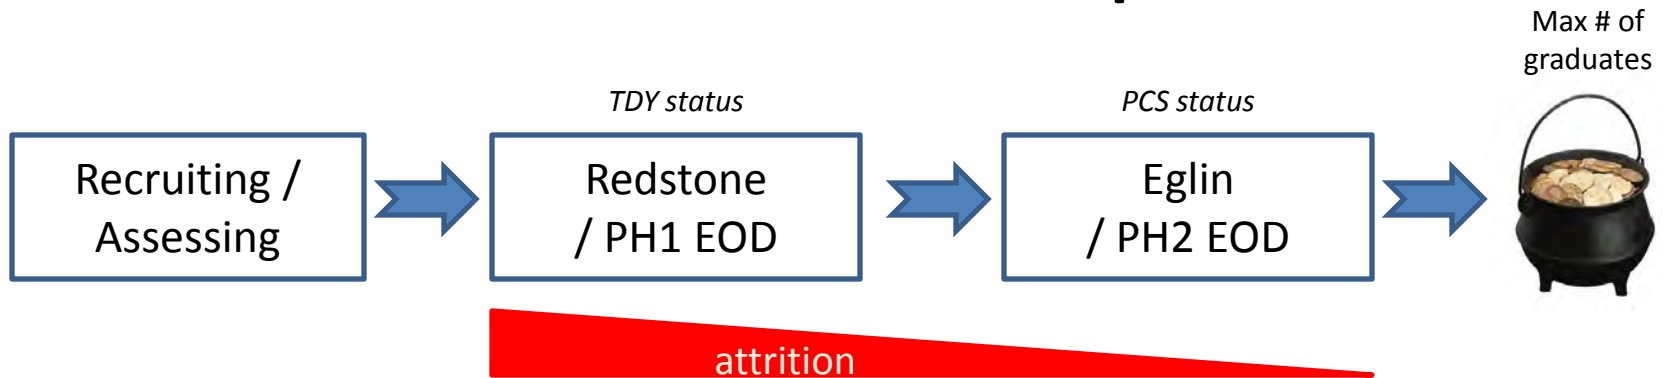 Max # of
graduates
TDY status
PCS status
Recruiting /
Assessing
Redstone
/ PH1 EOD
Eglin
/ PH2 EOD
attrition